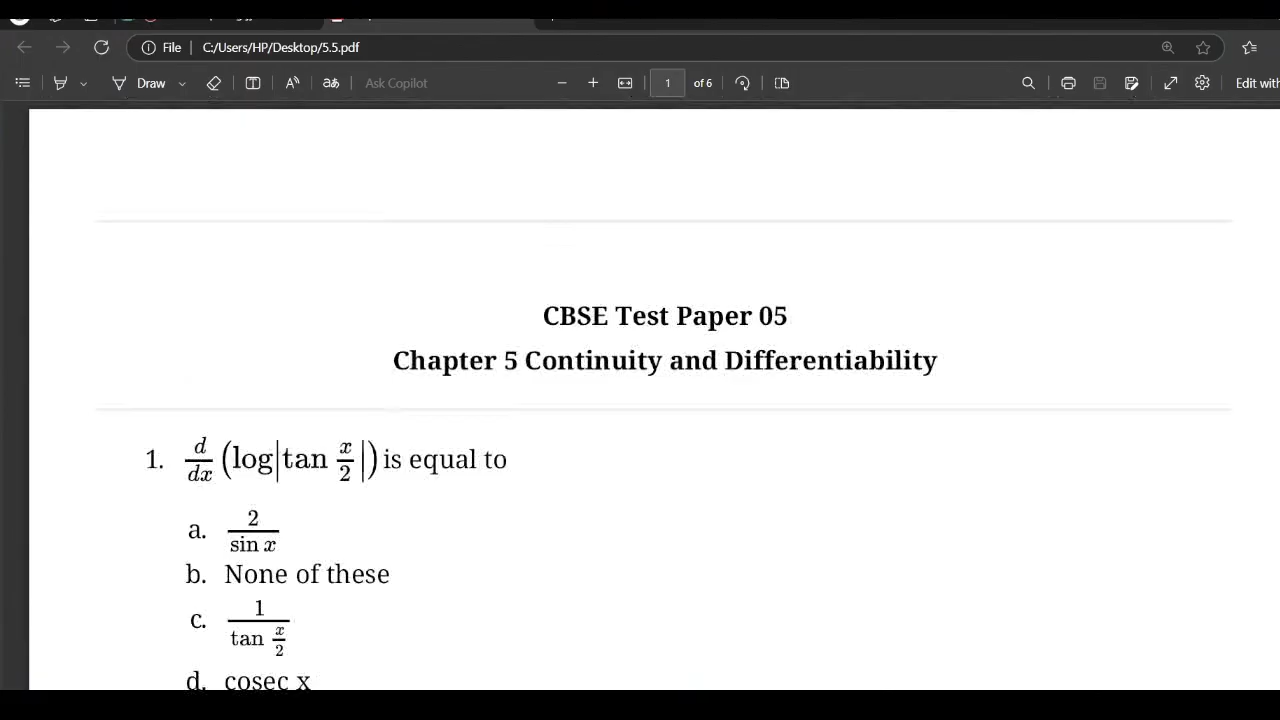 File C:/Users/HP/Desktop/5.5.pdf
Draw Ask Copilot 1 of 6 Edit with
CBSE Test Paper 05
Chapter 5 Continuity and Differentiability
1. d/dx (log|tan x/2|) is equal to
a. 2/sin x
b. None of these
c. 1/tan x/2
d. cosec x